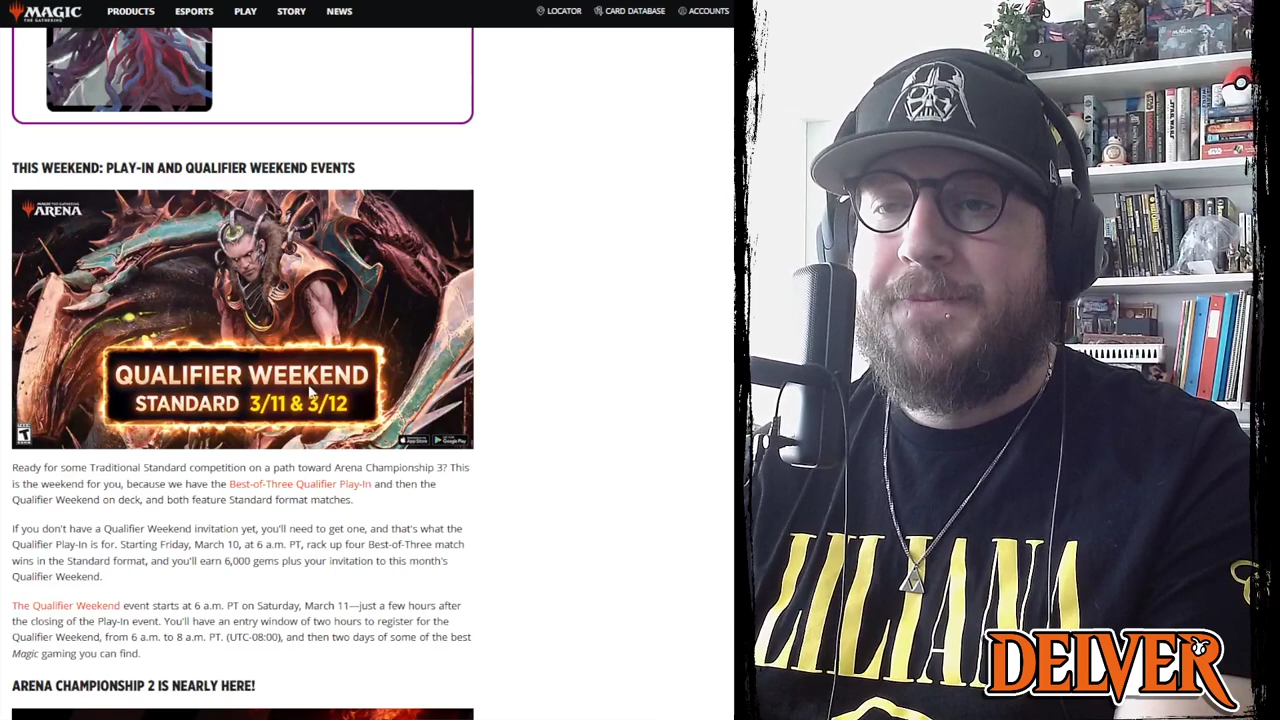 MAGIC
THE GATHERING
PRODUCTS ESPORTS PLAY STORY NEWS
LOCATOR CARD DATABASE ACCOUNTS
THIS WEEKEND: PLAY-IN AND QUALIFIER WEEKEND EVENTS
MAGIC THE GATHERING
ARENA
QUALIFIER WEEKEND
STANDARD 3/11 & 3/12
App Store Google Play
Ready for some Traditional Standard competition on a path toward Arena Championship 3? This
is the weekend for you, because we have the Best-of-Three Qualifier Play-In and then the
Qualifier Weekend on deck, and both feature Standard format matches.
If you don't have a Qualifier Weekend invitation yet, you'll need to get one, and that's what the
Qualifier Play-In is for. Starting Friday, March 10, at 6 a.m. PT, rack up four Best-of-Three match
wins in the Standard format, and you'll earn 6,000 gems plus your invitation to this month's
Qualifier Weekend.
The Qualifier Weekend event starts at 6 a.m. PT on Saturday, March 11—just a few hours after
the closing of the Play-In event. You'll have an entry window of two hours to register for the
Qualifier Weekend, from 6 a.m. to 8 a.m. PT. (UTC-08:00), and then two days of some of the best
Magic gaming you can find.
ARENA CHAMPIONSHIP 2 IS NEARLY HERE!
LILIANA
DELVER